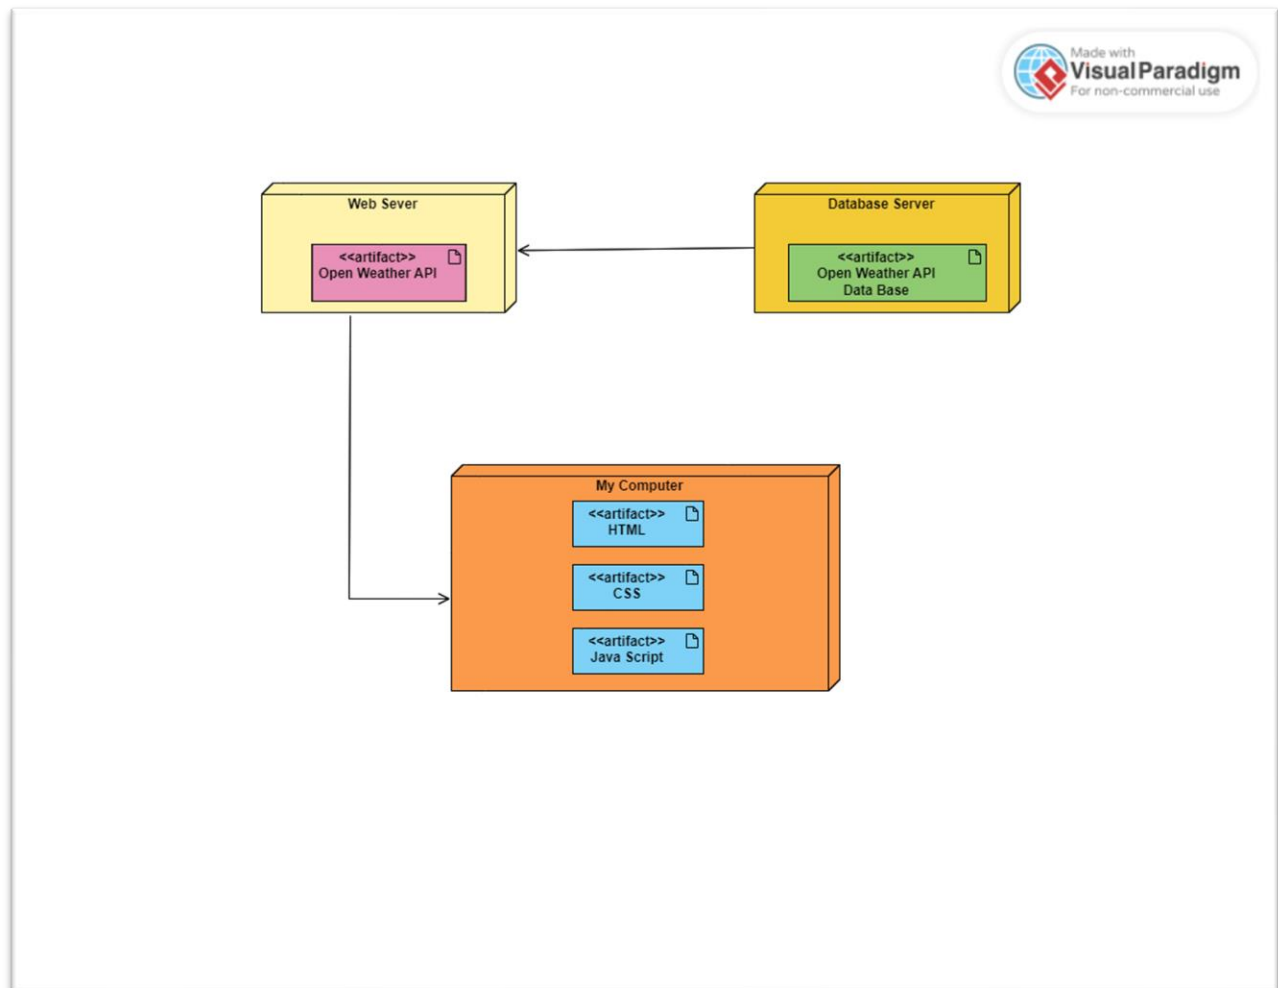 Made with
Visual Paradigm
For non-commercial use
Web Sever
<<artifact>>
Open Weather API
Database Server
<<artifact>>
Open Weather API
Data Base
My Computer
<<artifact>>
HTML
<<artifact>>
CSS
<<artifact>>
Java Script